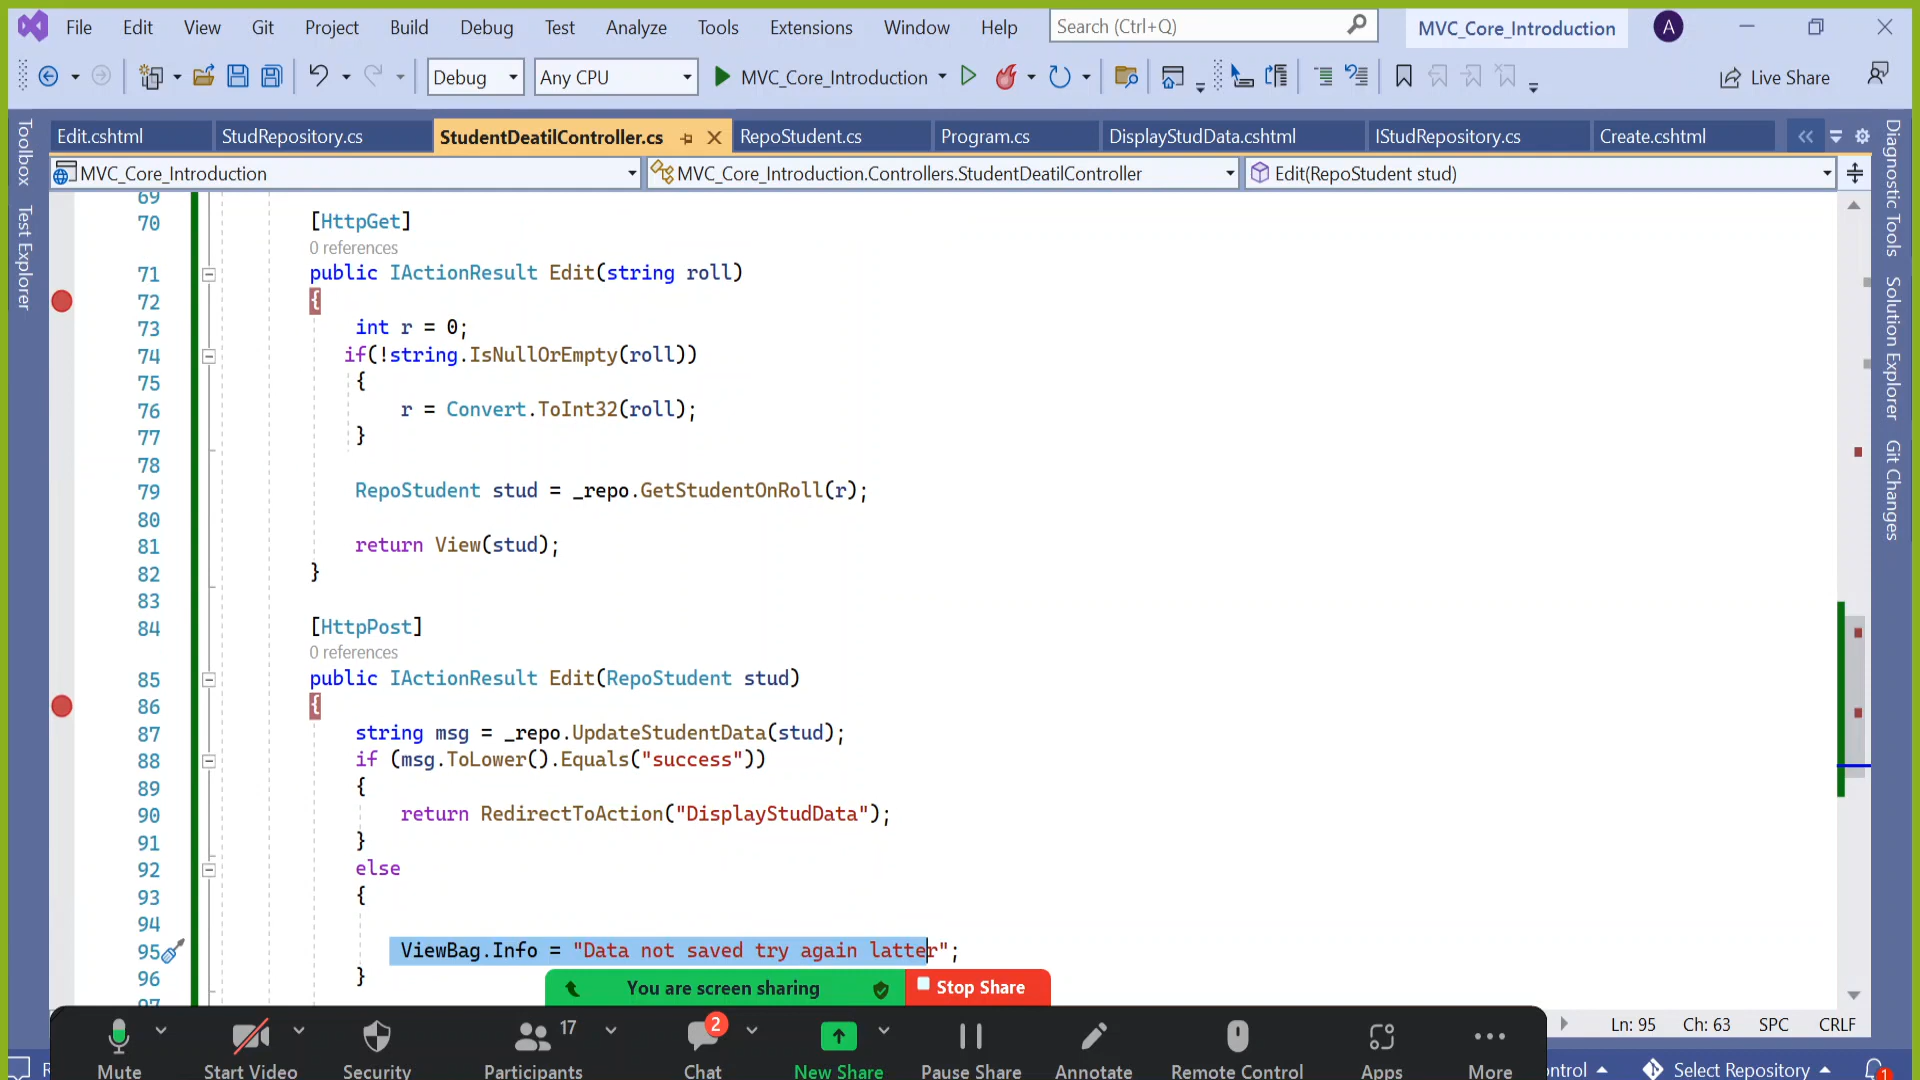 File Edit View Git Project Build Debug Test Analyze Tools Extensions Window Help Search (Ctrl+Q) MVC_Core_Introduction A
Debug Any CPU MVC_Core_Introduction Live Share
Edit.cshtml StudRepository.cs StudentDeatilController.cs RepoStudent.cs Program.cs DisplayStudData.cshtml IStudRepository.cs Create.cshtml
MVC_Core_Introduction MVC_Core_Introduction.Controllers.StudentDeatilController Edit(RepoStudent stud)
Toolbox
Test Explorer
Diagnostic Tools
Solution Explorer
Git Changes
69
70 [HttpGet]
0 references
71 public IActionResult Edit(string roll)
72 {
73 int r = 0;
74 if(!string.IsNullOrEmpty(roll))
75 {
76 r = Convert.ToInt32(roll);
77 }
78
79 RepoStudent stud = _repo.GetStudentOnRoll(r);
80
81 return View(stud);
82 }
83
84 [HttpPost]
0 references
85 public IActionResult Edit(RepoStudent stud)
86 {
87 string msg = _repo.UpdateStudentData(stud);
88 if (msg.ToLower().Equals("success"))
89 {
90 return RedirectToAction("DisplayStudData");
91 }
92 else
93 {
94
95 ViewBag.Info = "Data not saved try again latter";
96 }
97
You are screen sharing Stop Share
Ln: 95 Ch: 63 SPC CRLF
17 2
Mute Start Video Security Participants Chat New Share Pause Share Annotate Remote Control Apps More
Select Repository 1